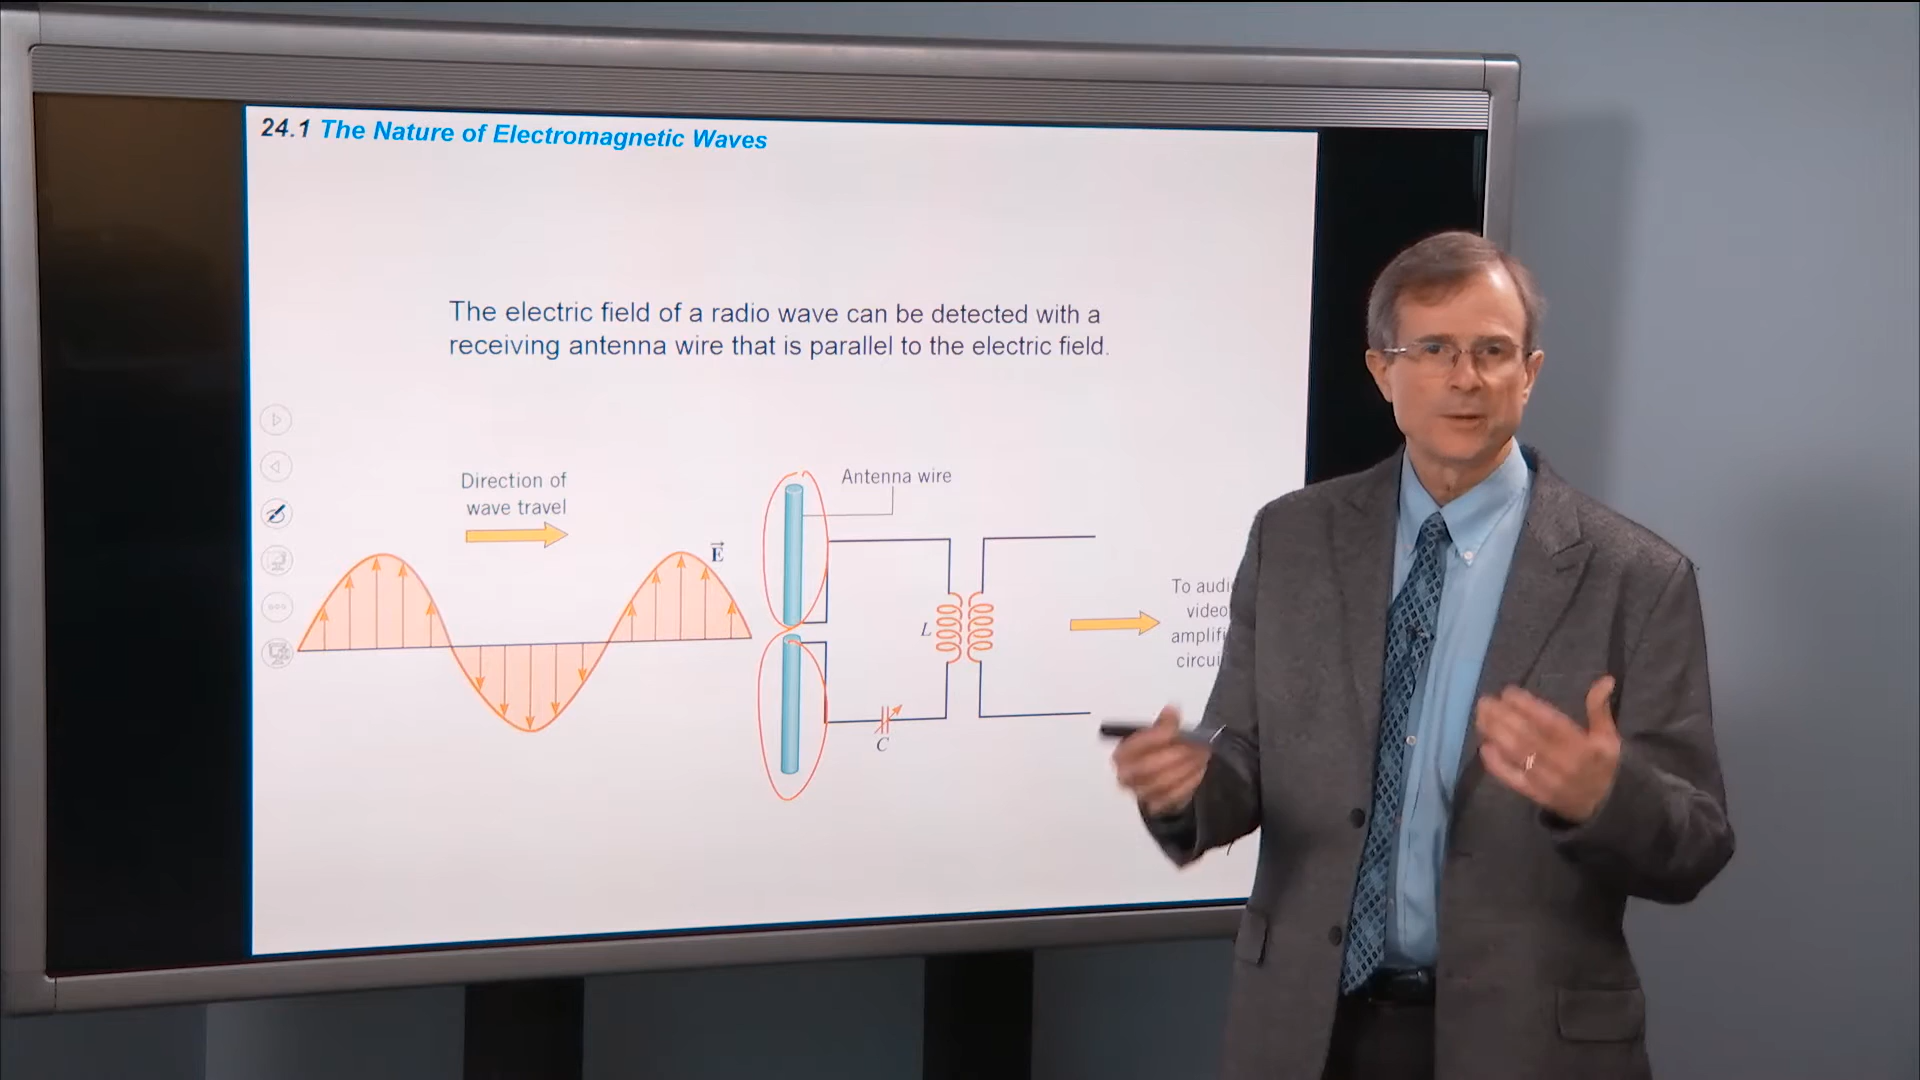 24.1 The Nature of Electromagnetic Waves
The electric field of a radio wave can be detected with a
receiving antenna wire that is parallel to the electric field.
Direction of
wave travel
E
Antenna wire
L
C
To